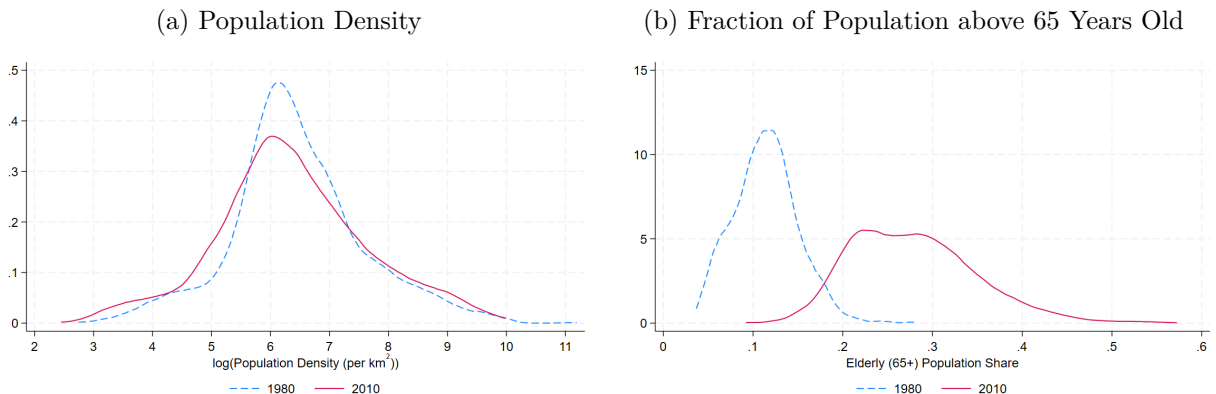 (a) Population Density
.5
.4
.3
.2
.1
0
2 3 4 5 6 7 8 9 10 11
log(Population Density (per km²))
1980 2010
(b) Fraction of Population above 65 Years Old
15
10
5
0
0 .1 .2 .3 .4 .5 .6
Elderly (65+) Population Share
1980 2010